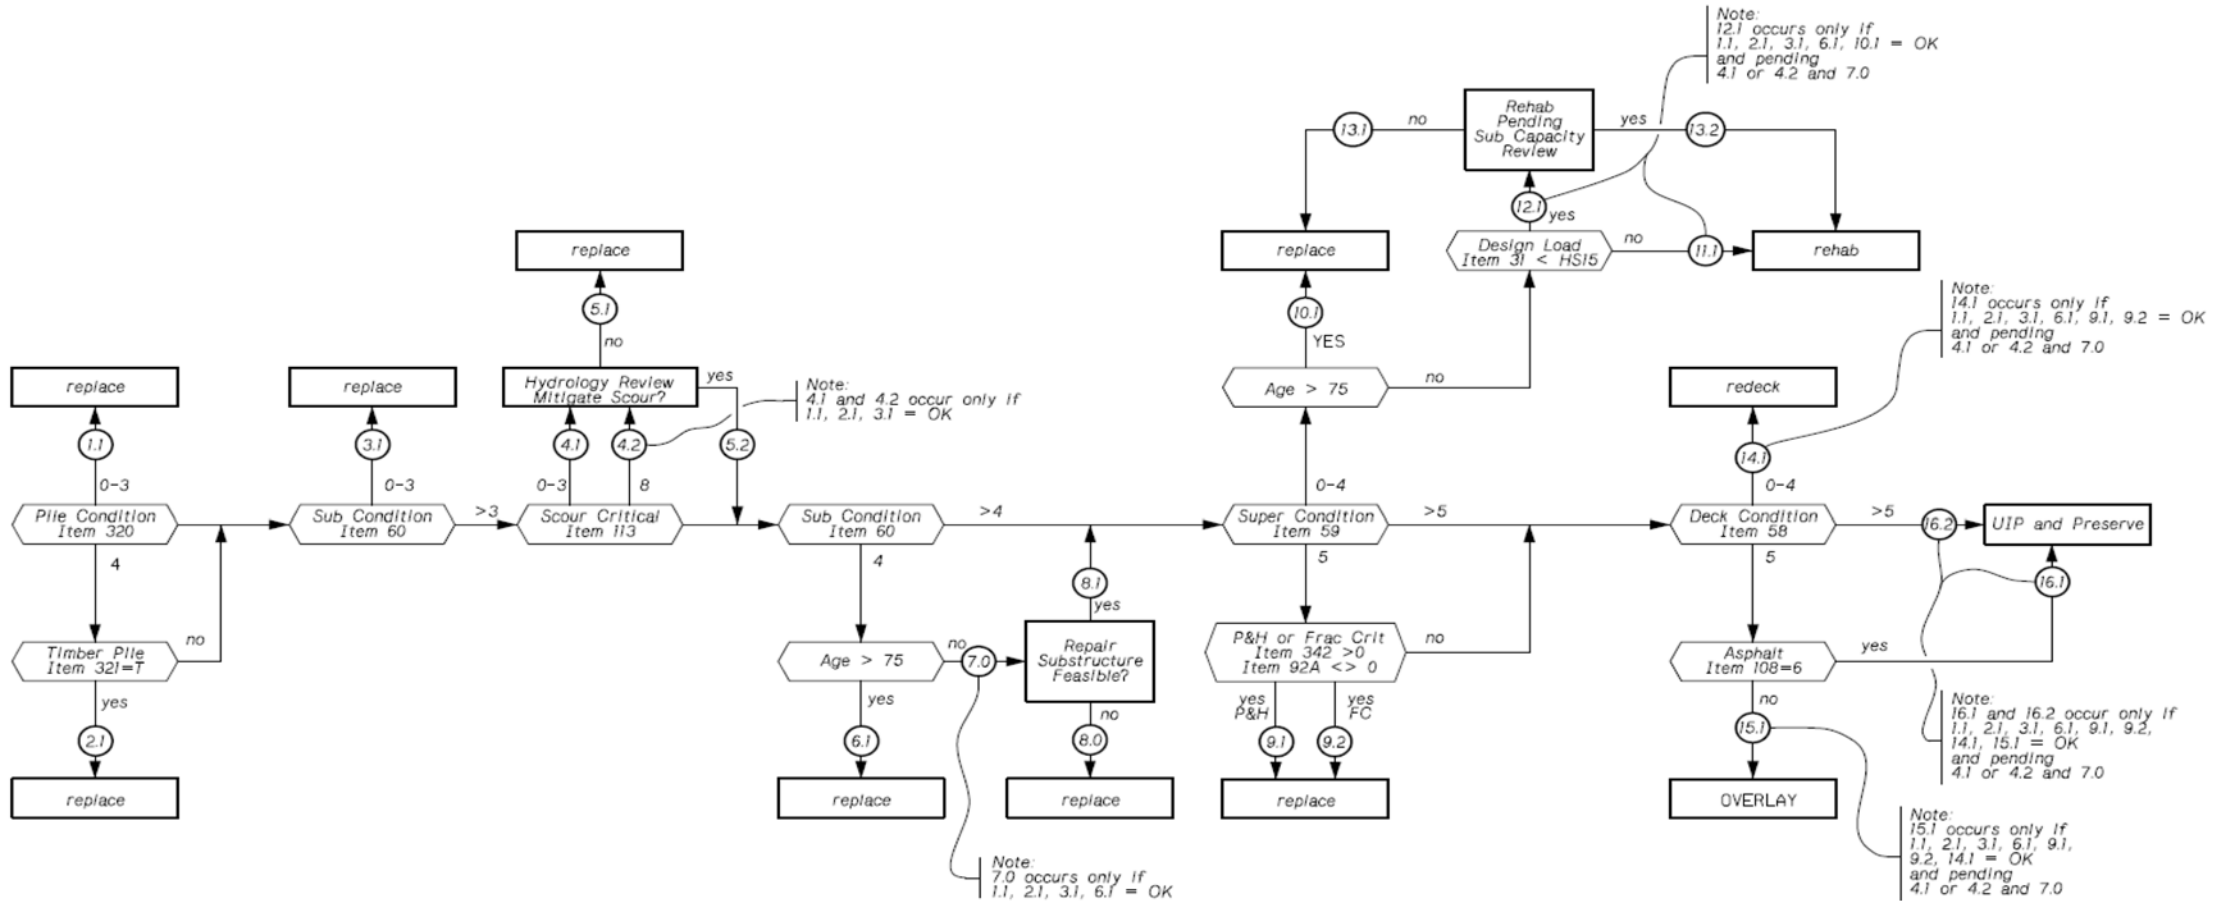 Note:
12.1 occurs only if
1.1, 2.1, 3.1, 6.1, 10.1 = OK
and pending
4.1 or 4.2 and 7.0
Rehab
Pending
Sub Capacity
Review
13.1
no
yes
13.2
12.1
yes
replace
replace
Design Load
Item 31 < HS15
no
11.1
rehab
5.1
no
10.1
YES
Note:
14.1 occurs only if
1.1, 2.1, 3.1, 6.1, 9.1, 9.2 = OK
and pending
4.1 or 4.2 and 7.0
replace
replace
Hydrology Review
Mitigate Scour?
yes
Note:
4.1 and 4.2 occur only if
1.1, 2.1, 3.1 = OK
Age > 75
no
redeck
1.1
3.1
4.1
4.2
5.2
14.1
0-3
0-3
0-3
8
0-4
0-4
Pile Condition
Item 320
Sub Condition
Item 60
>3
Scour Critical
Item 113
Sub Condition
Item 60
>4
Super Condition
Item 59
>5
Deck Condition
Item 58
>5
16.2
UIP and Preserve
4
4
8.1
yes
5
5
16.1
Timber Pile
Item 321=T
no
Age > 75
no
7.0
Repair
Substructure
Feasible?
P&H or Frac Crit
Item 342 >0
Item 92A <> 0
no
Asphalt
Item 108=6
yes
yes
2.1
yes
6.1
no
8.0
yes
P&H
9.1
yes
FC
9.2
no
15.1
Note:
16.1 and 16.2 occur only if
1.1, 2.1, 3.1, 6.1, 9.1, 9.2,
14.1, 15.1 = OK
and pending
4.1 or 4.2 and 7.0
replace
replace
replace
replace
OVERLAY
Note:
7.0 occurs only if
1.1, 2.1, 3.1, 6.1 = OK
Note:
15.1 occurs only if
1.1, 2.1, 3.1, 6.1, 9.1,
9.2, 14.1 = OK
and pending
4.1 or 4.2 and 7.0